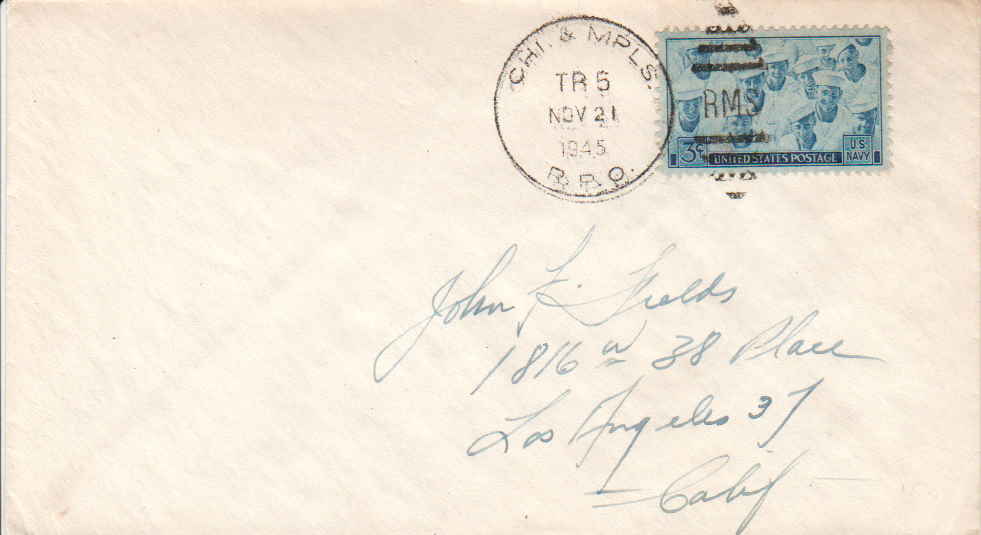 CHI. & MPLS.
TR 5
NOV 21
1945
R.P.O.
RMS
3¢
UNITED STATES POSTAGE
U.S.
NAVY
John F. Fields
1816 W 38 Place
Los Angeles 37
Calif